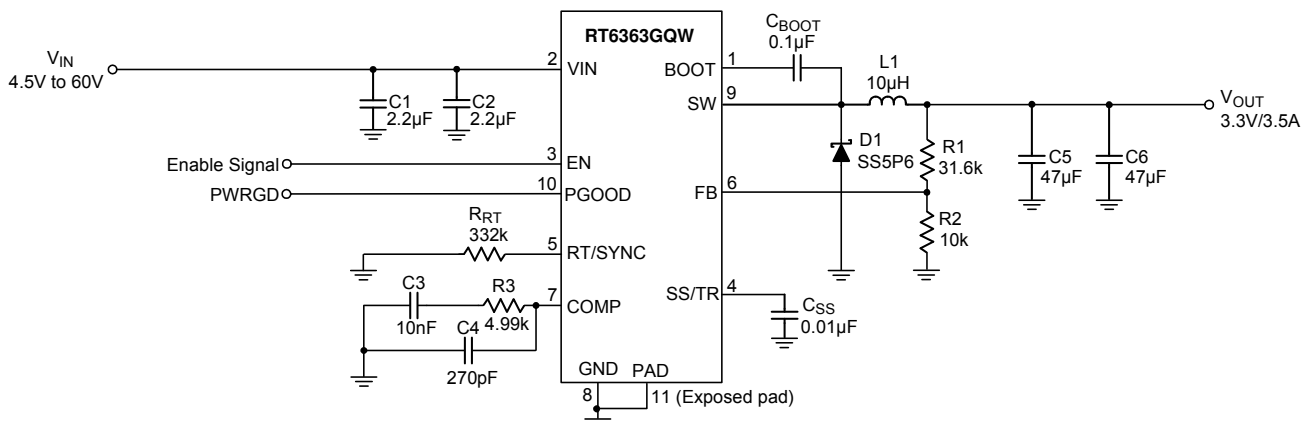 RT6363GQW
V_IN
4.5V to 60V
2
VIN
C1
2.2µF
C2
2.2µF
BOOT
1
C_BOOT
0.1µF
SW
9
L1
10µH
V_OUT
3.3V/3.5A
D1
SS5P6
R1
31.6k
C5
47µF
C6
47µF
Enable Signal
3
EN
PWRGD
10
PGOOD
FB
6
R2
10k
R_RT
332k
5
RT/SYNC
C3
10nF
R3
4.99k
7
COMP
C4
270pF
SS/TR
4
C_SS
0.01µF
GND
PAD
8
11 (Exposed pad)